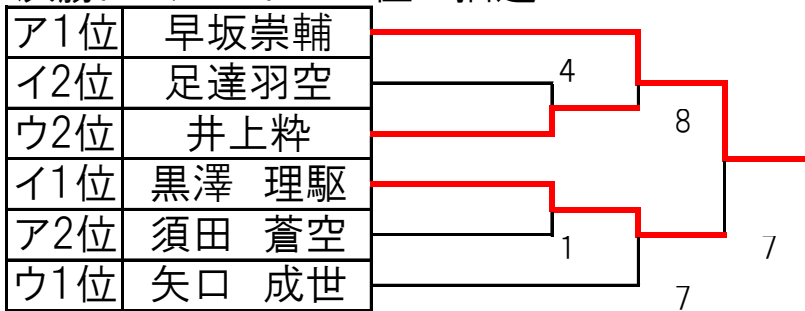 ア1位 早坂崇輔
イ2位 足達羽空
ウ2位 井上粋
イ1位 黒澤 理駆
ア2位 須田 蒼空
ウ1位 矢口 成世
4
8
1
7
7